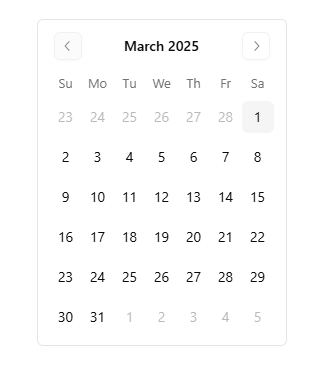 March 2025
Su Mo Tu We Th Fr Sa
23 24 25 26 27 28 1
2 3 4 5 6 7 8
9 10 11 12 13 14 15
16 17 18 19 20 21 22
23 24 25 26 27 28 29
30 31 1 2 3 4 5